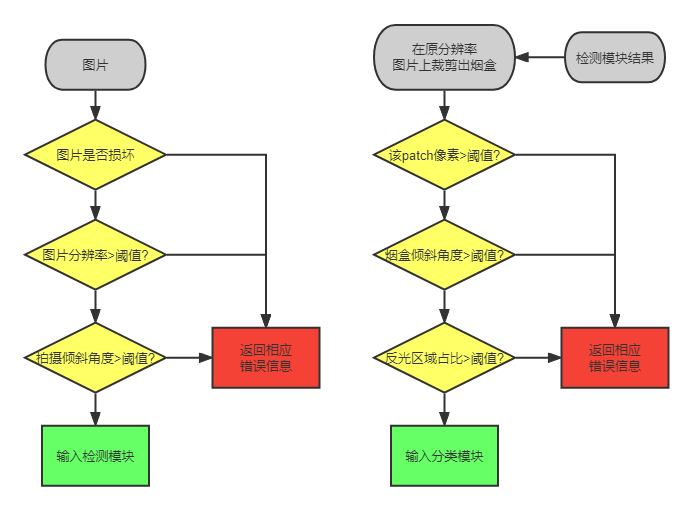 图片
图片是否损坏
图片分辨率>阈值?
拍摄倾斜角度>阈值?
返回相应
错误信息
输入检测模块
在原分辨率
图片上裁剪出烟盒
检测模块结果
该patch像素>阈值?
烟盒倾斜角度>阈值?
反光区域占比>阈值?
返回相应
错误信息
输入分类模块